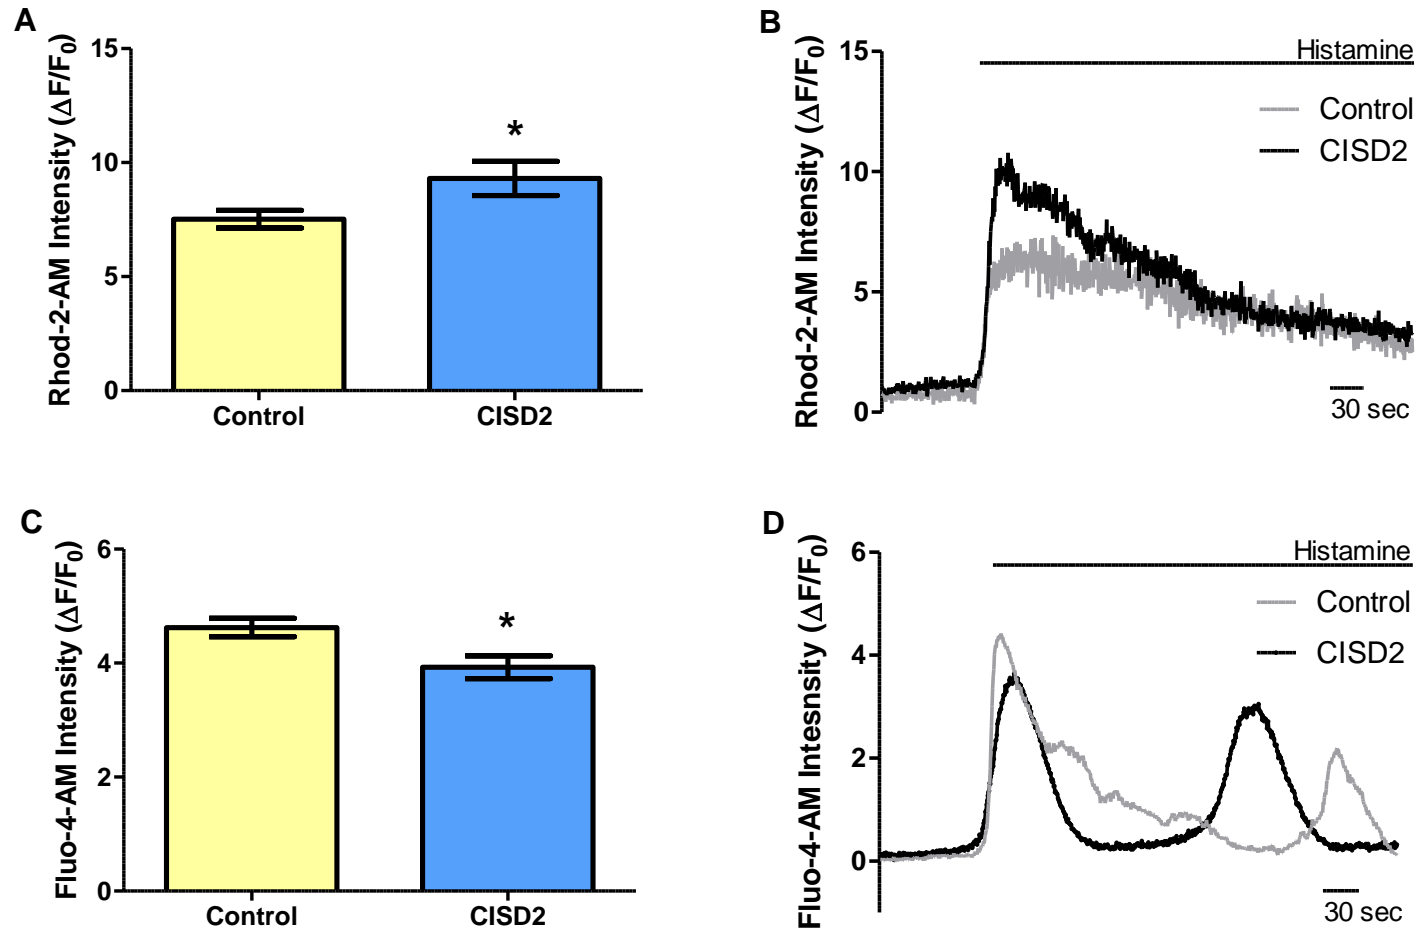 A
Rhod-2-AM Intensity (ΔF/F0)
15
10
5
0
*
Control
CISD2
B
Rhod-2-AM Intensity (ΔF/F0)
15
10
5
0
Histamine
Control
CISD2
30 sec
C
Fluo-4-AM Intensity (ΔF/F0)
6
4
2
0
*
Control
CISD2
D
Fluo-4-AM Intesnsity (ΔF/F0)
6
4
2
0
Histamine
Control
CISD2
30 sec